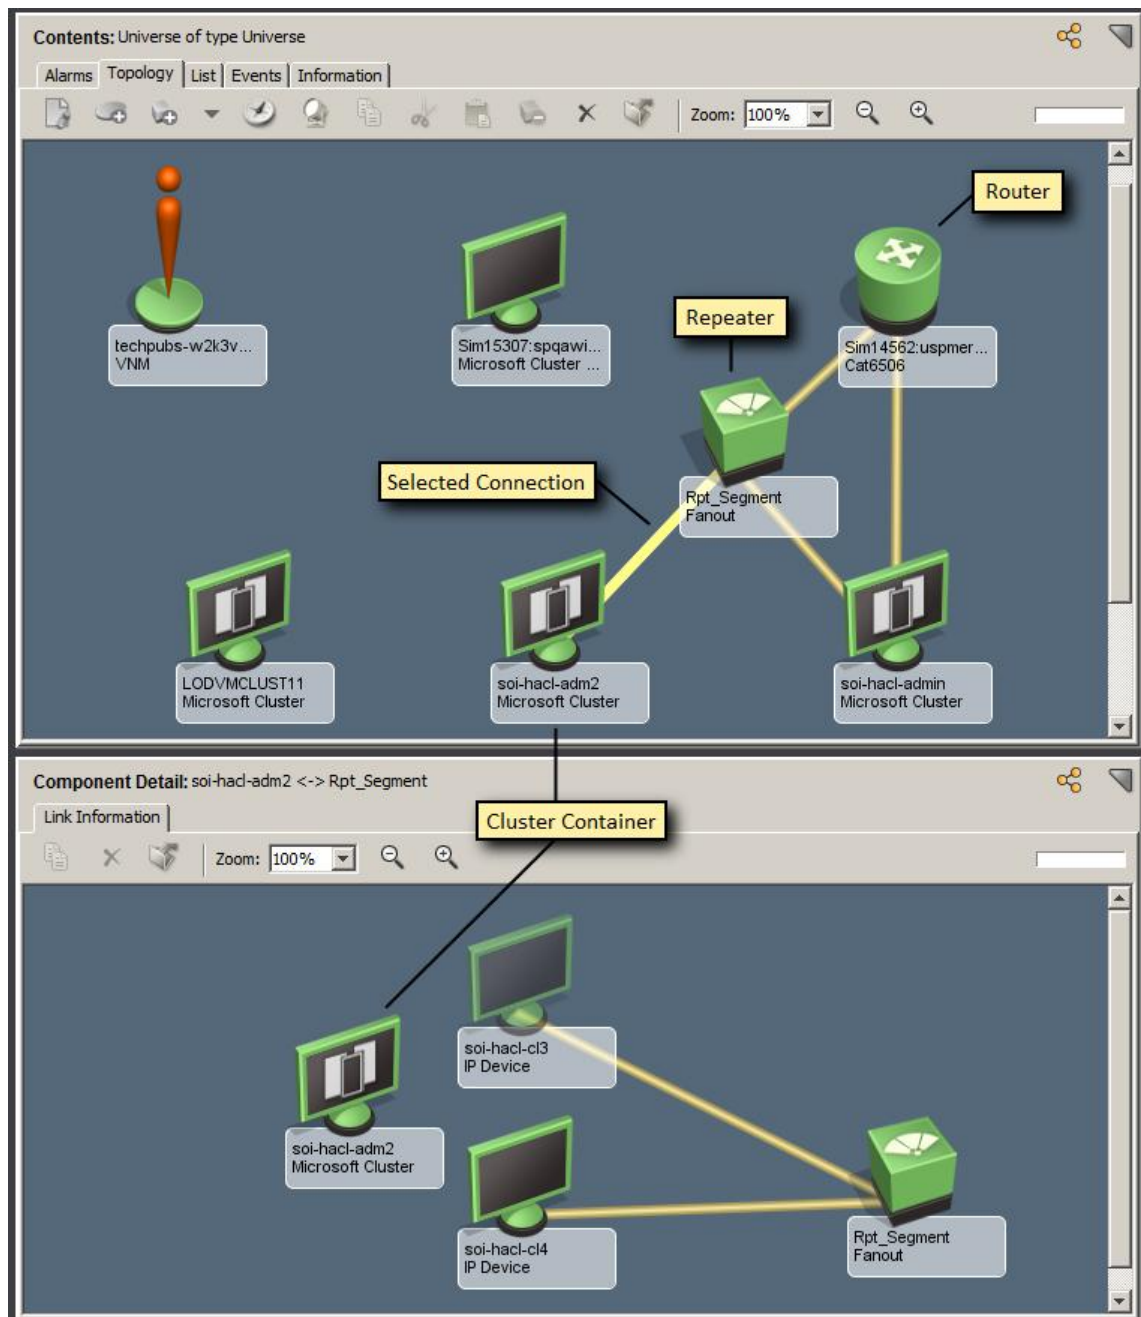 Contents: Universe of type Universe
Alarms Topology List Events Information
Zoom: 100%
Router
Repeater
techpubs-w2k3v...
VNM
Sim15307:spqawi...
Microsoft Cluster ...
Sim14562:uspmer...
Cat6506
Selected Connection
Rpt_Segment
Fanout
LODVMCLUST11
Microsoft Cluster
soi-hacl-adm2
Microsoft Cluster
soi-hacl-admin
Microsoft Cluster
Component Detail: soi-hacl-adm2 <-> Rpt_Segment
Link Information
Cluster Container
Zoom: 100%
soi-hacl-cl3
IP Device
soi-hacl-adm2
Microsoft Cluster
soi-hacl-cl4
IP Device
Rpt_Segment
Fanout